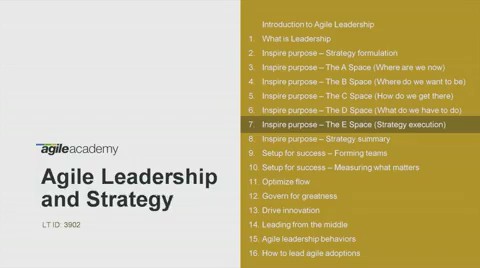 agileacademy
Agile Leadership
and Strategy
LT ID 3902
Introduction to Agile Leadership
1. What is Leadership
2. Inspire purpose – Strategy formulation
3. Inspire purpose – The A Space (Where are we now)
4. Inspire purpose – The B Space (Where do we want to be)
5. Inspire purpose – The C Space (How do we get there)
6. Inspire purpose – The D Space (What do we have to do)
7. Inspire purpose – The E Space (Strategy execution)
8. Inspire purpose – Strategy summary
9. Setup for success – Forming teams
10. Setup for success – Measuring what matters
11. Optimize flow
12. Govern for greatness
13. Drive innovation
14. Leading from the middle
15. Agile leadership behaviors
16. How to lead agile adoptions